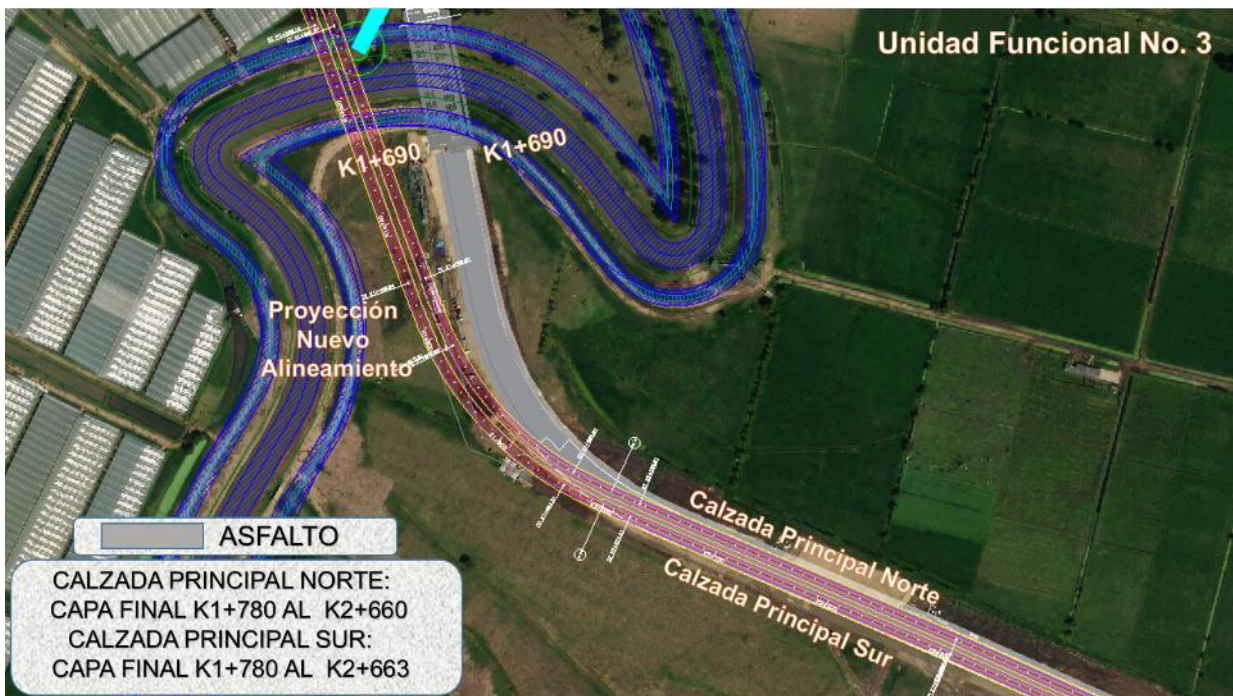 Unidad Funcional No. 3
K1+690
K1+690
Proyección
Nuevo
Alineamiento
Calzada Principal Norte
Calzada Principal Sur
ASFALTO
CALZADA PRINCIPAL NORTE:
CAPA FINAL K1+780 AL K2+660
CALZADA PRINCIPAL SUR:
CAPA FINAL K1+780 AL K2+663